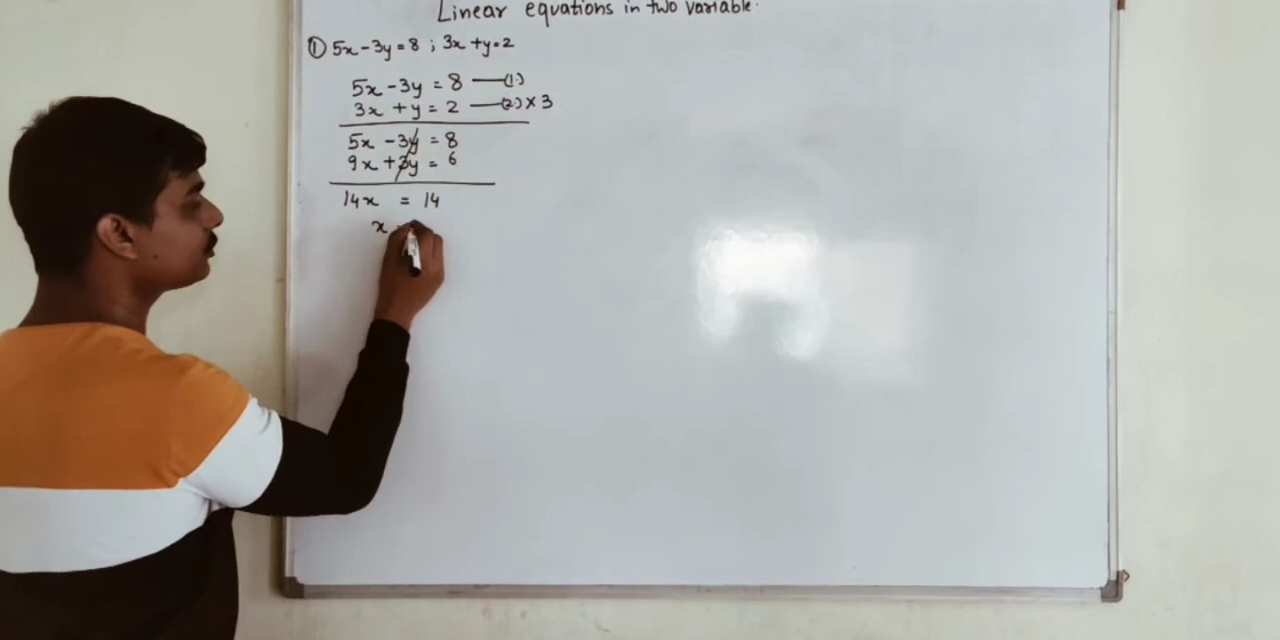 Linear equations in two variable.
① 5x - 3y = 8 ; 3x + y = 2
5x - 3y = 8 —(1.)
3x + y = 2 —(2.) x 3
5x - 3y = 8
9x + 3y = 6
14x = 14
x